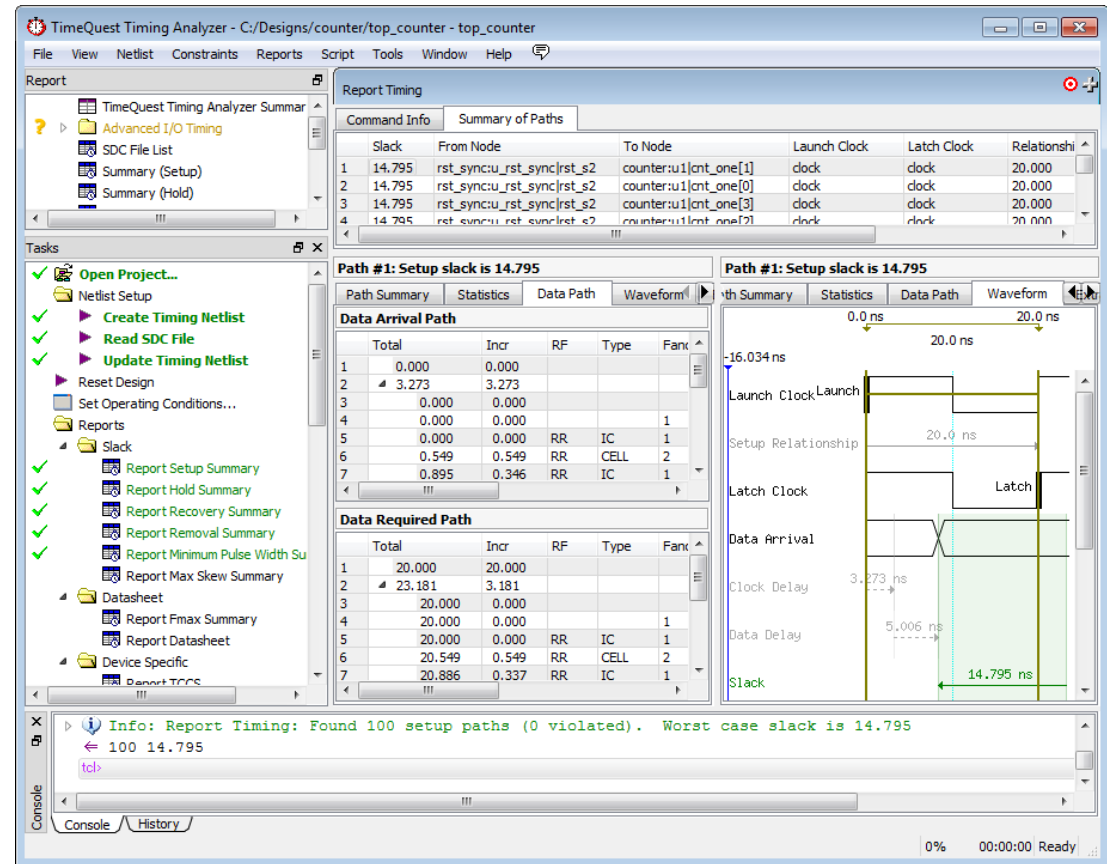 TimeQuest Timing Analyzer - C:/Designs/counter/top_counter - top_counter
File View Netlist Constraints Reports Script Tools Window Help
Report
TimeQuest Timing Analyzer Summar
Advanced I/O Timing
SDC File List
Summary (Setup)
Summary (Hold)
Tasks
Open Project...
Netlist Setup
Create Timing Netlist
Read SDC File
Update Timing Netlist
Reset Design
Set Operating Conditions...
Reports
Slack
Report Setup Summary
Report Hold Summary
Report Recovery Summary
Report Removal Summary
Report Minimum Pulse Width Su
Report Max Skew Summary
Datasheet
Report Fmax Summary
Report Datasheet
Device Specific
Report TCCS
Report Timing
Command Info Summary of Paths
Slack From Node To Node Launch Clock Latch Clock Relationshi
1 14.795 rst_sync:u_rst_sync|rst_s2 counter:u1|cnt_one[1] clock clock 20.000
2 14.795 rst_sync:u_rst_sync|rst_s2 counter:u1|cnt_one[0] clock clock 20.000
3 14.795 rst_sync:u_rst_sync|rst_s2 counter:u1|cnt_one[3] clock clock 20.000
4 14.795 rst_sync:u_rst_sync|rst_s2 counter:u1|cnt_one[2] clock clock 20.000
Path #1: Setup slack is 14.795
Path Summary Statistics Data Path Waveform
Data Arrival Path
Total Incr RF Type Fanc
1 0.000 0.000
2 3.273 3.273
3 0.000 0.000
4 0.000 0.000 1
5 0.000 0.000 RR IC 1
6 0.549 0.549 RR CELL 2
7 0.895 0.346 RR IC 1
Data Required Path
Total Incr RF Type Fanc
1 20.000 20.000
2 23.181 3.181
3 20.000 0.000
4 20.000 0.000 1
5 20.000 0.000 RR IC 1
6 20.549 0.549 RR CELL 2
7 20.886 0.337 RR IC 1
Path #1: Setup slack is 14.795
th Summary Statistics Data Path Waveform
0.0 ns 20.0 ns
20.0 ns
-16.034 ns
Launch Clock Launch
Setup Relationship 20.0 ns
Latch Clock Latch
Data Arrival
Clock Delay 3.273 ns
Data Delay 5.006 ns
Slack 14.795 ns
Info: Report Timing: Found 100 setup paths (0 violated). Worst case slack is 14.795
100 14.795
tcl>
Console
Console History
0% 00:00:00 Ready